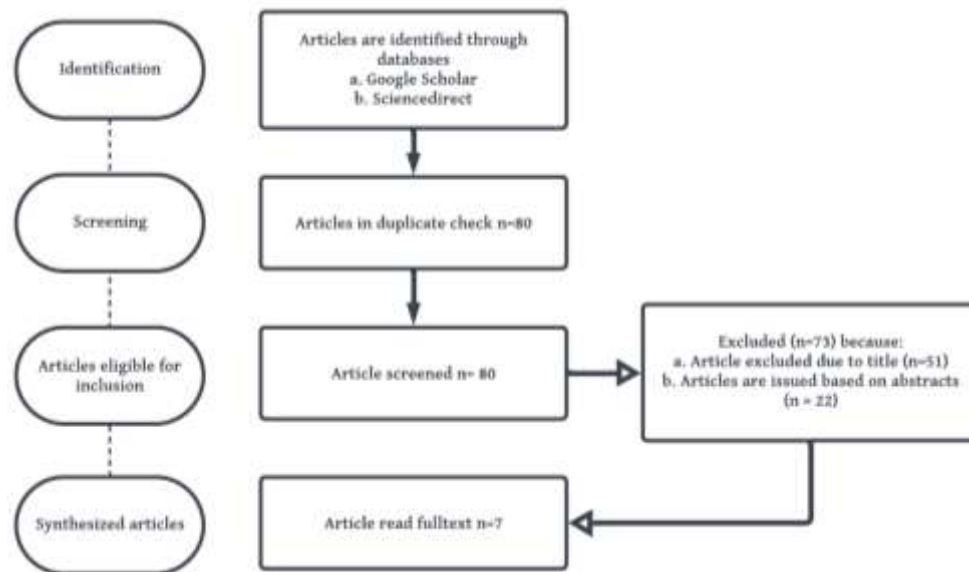 Identification
Articles are identified through
databases
a. Google Scholar
b. Sciencedirect
Screening
Articles in duplicate check n=80
Articles eligible for
inclusion
Article screened n= 80
Excluded (n=73) because:
a. Article excluded due to title (n=51)
b. Articles are issued based on abstracts
(n = 22)
Synthesized articles
Article read fulltext n=7